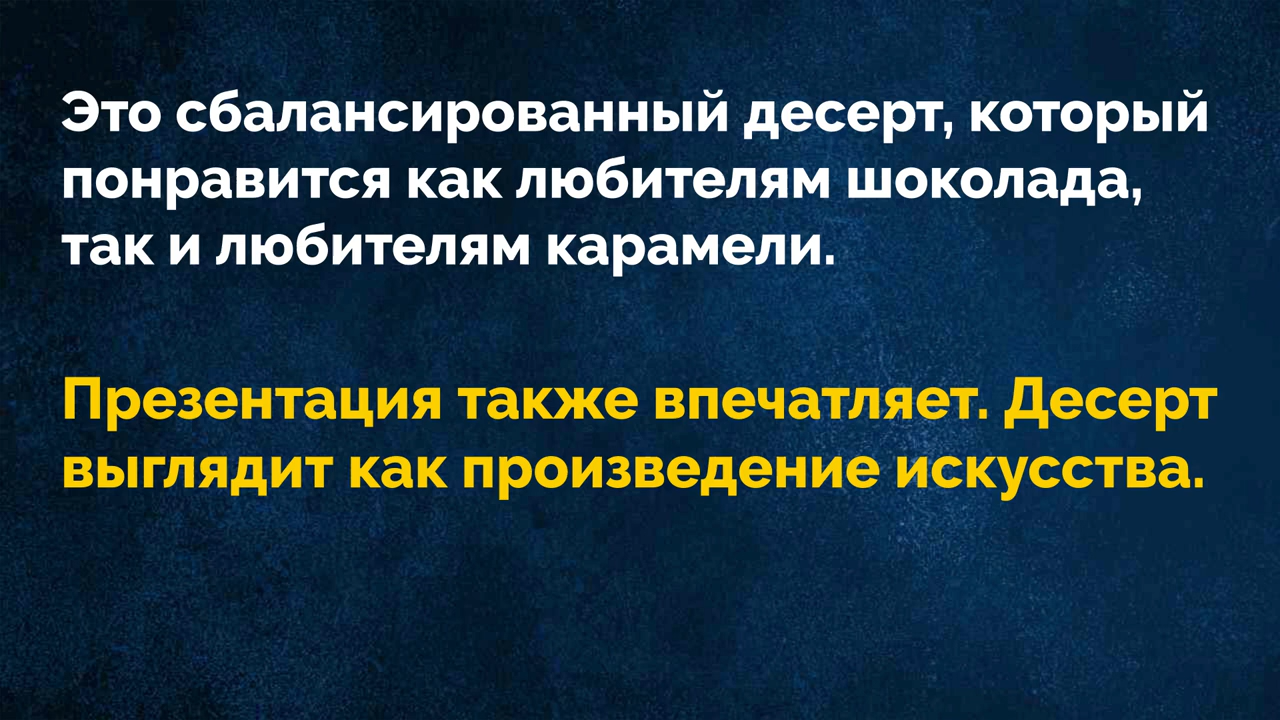 Это сбалансированный десерт, который
понравится как любителям шоколада,
так и любителям карамели.
Презентация также впечатляет. Десерт
выглядит как произведение искусства.